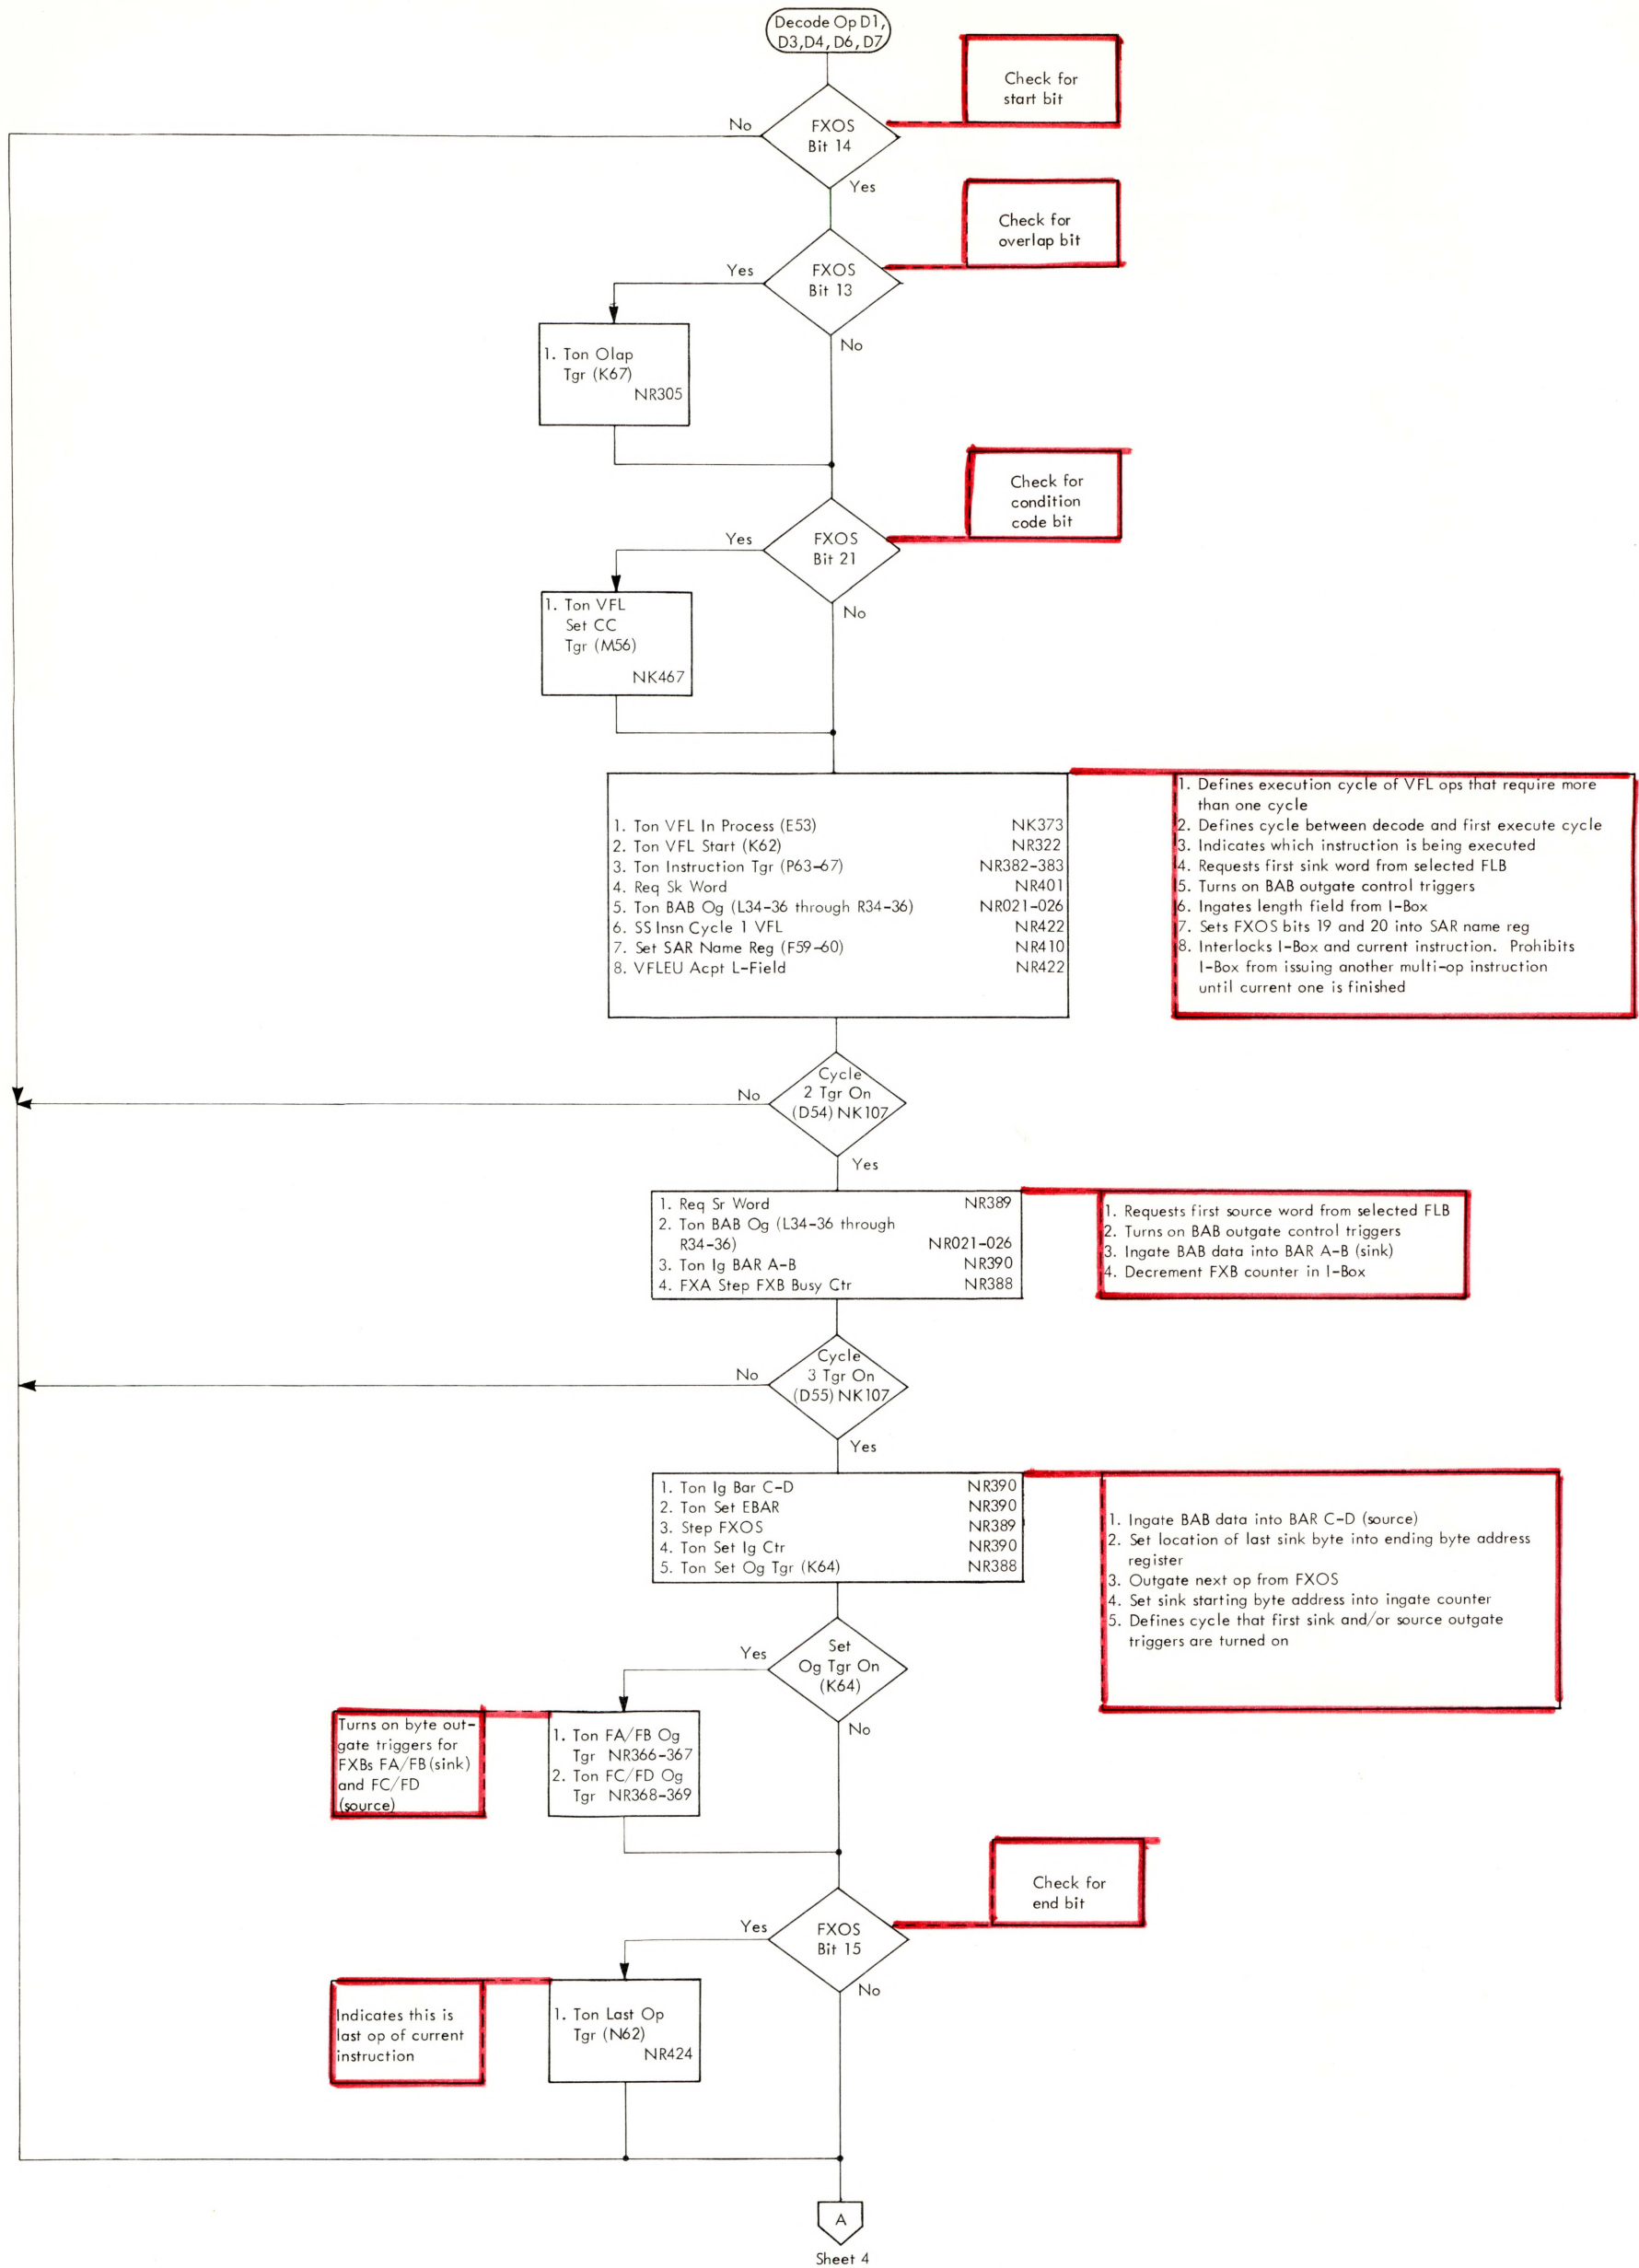 Decode Op D1,
D3,D4, D6, D7
Check for
start bit
No
FXOS
Bit 14
Yes
Check for
overlap bit
Yes
FXOS
Bit 13
No
1. Ton Olap
Tgr (K67)
NR305
Check for
condition
code bit
Yes
FXOS
Bit 21
No
1. Ton VFL
Set CC
Tgr (M56)
NK467
1. Ton VFL In Process (E53) NK373
2. Ton VFL Start (K62) NR322
3. Ton Instruction Tgr (P63-67) NR382-383
4. Req Sk Word NR401
5. Ton BAB Og (L34-36 through R34-36) NR021-026
6. SS Insn Cycle 1 VFL NR422
7. Set SAR Name Reg (F59-60) NR410
8. VFLEU Acpt L-Field NR422
1. Defines execution cycle of VFL ops that require more
than one cycle
2. Defines cycle between decode and first execute cycle
3. Indicates which instruction is being executed
4. Requests first sink word from selected FLB
5. Turns on BAB outgate control triggers
6. Ingates length field from I-Box
7. Sets FXOS bits 19 and 20 into SAR name reg
8. Interlocks I-Box and current instruction. Prohibits
I-Box from issuing another multi-op instruction
until current one is finished
No
Cycle
2 Tgr On
(D54) NK107
Yes
1. Req Sr Word NR389
2. Ton BAB Og (L34-36 through
R34-36) NR021-026
3. Ton Ig BAR A-B NR390
4. FXA Step FXB Busy Ctr NR388
1. Requests first source word from selected FLB
2. Turns on BAB outgate control triggers
3. Ingate BAB data into BAR A-B (sink)
4. Decrement FXB counter in I-Box
No
Cycle
3 Tgr On
(D55) NK107
Yes
1. Ton Ig Bar C-D NR390
2. Ton Set EBAR NR390
3. Step FXOS NR389
4. Ton Set Ig Ctr NR390
5. Ton Set Og Tgr (K64) NR388
1. Ingate BAB data into BAR C-D (source)
2. Set location of last sink byte into ending byte address
register
3. Outgate next op from FXOS
4. Set sink starting byte address into ingate counter
5. Defines cycle that first sink and/or source outgate
triggers are turned on
Yes
Set
Og Tgr On
(K64)
No
Turns on byte out-
gate triggers for
FXBs FA/FB (sink)
and FC/FD
(source)
1. Ton FA/FB Og
Tgr NR366-367
2. Ton FC/FD Og
Tgr NR368-369
Check for
end bit
Yes
FXOS
Bit 15
No
Indicates this is
last op of current
instruction
1. Ton Last Op
Tgr (N62)
NR424
A
Sheet 4